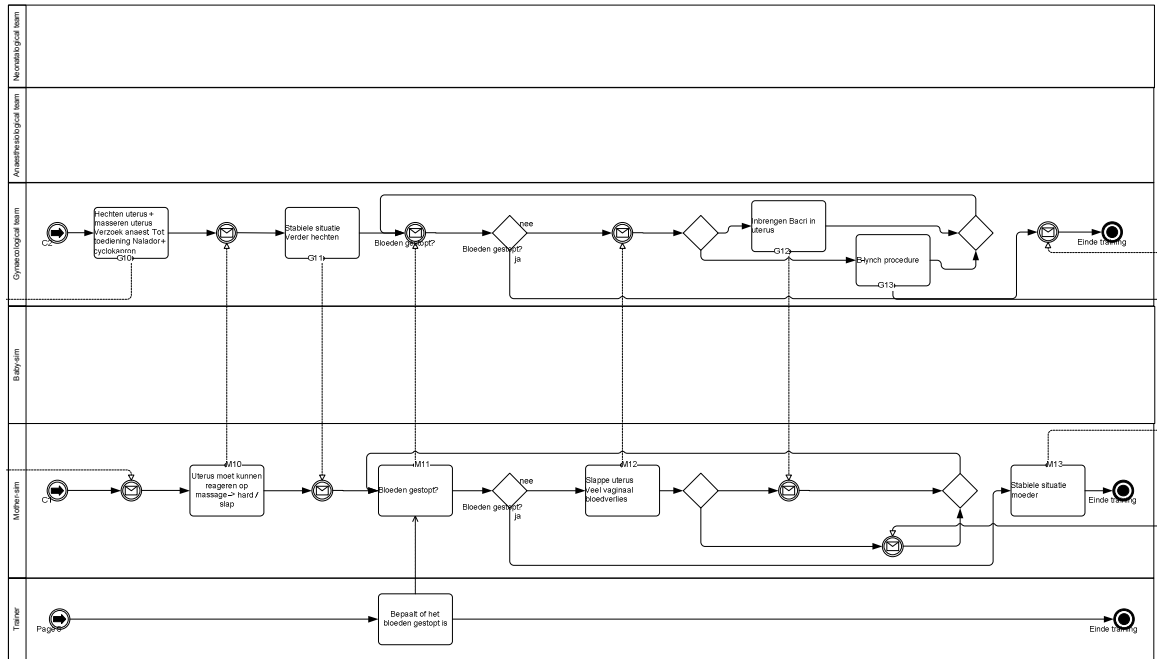 Neonatalogical team
Anaesthesiological team
Gynaecological team
C2
Hechten uterus +
masseren uterus
Verzoek anaest Tot
toediening Nalador+
cyclokapron
G10
Stabiele situatie
Verder hechten
G11
Bloeden gestopt?
Bloeden gestopt?
nee
ja
Inbrengen Bacri in
uterus
G12
B-lynch procedure
G13
Einde training
Baby-sim
Mother-sim
C1
M10
Uterus moet kunnen
reageren op
massage-> hard /
slap
M11
Bloeden gestopt?
Bloeden gestopt?
nee
ja
M12
Slappe uterus
Veel vaginaal
bloedverlies
M13
Stabiele situatie
moeder
Einde training
Trainer
Bepaalt of het
bloeden gestopt is
Einde training